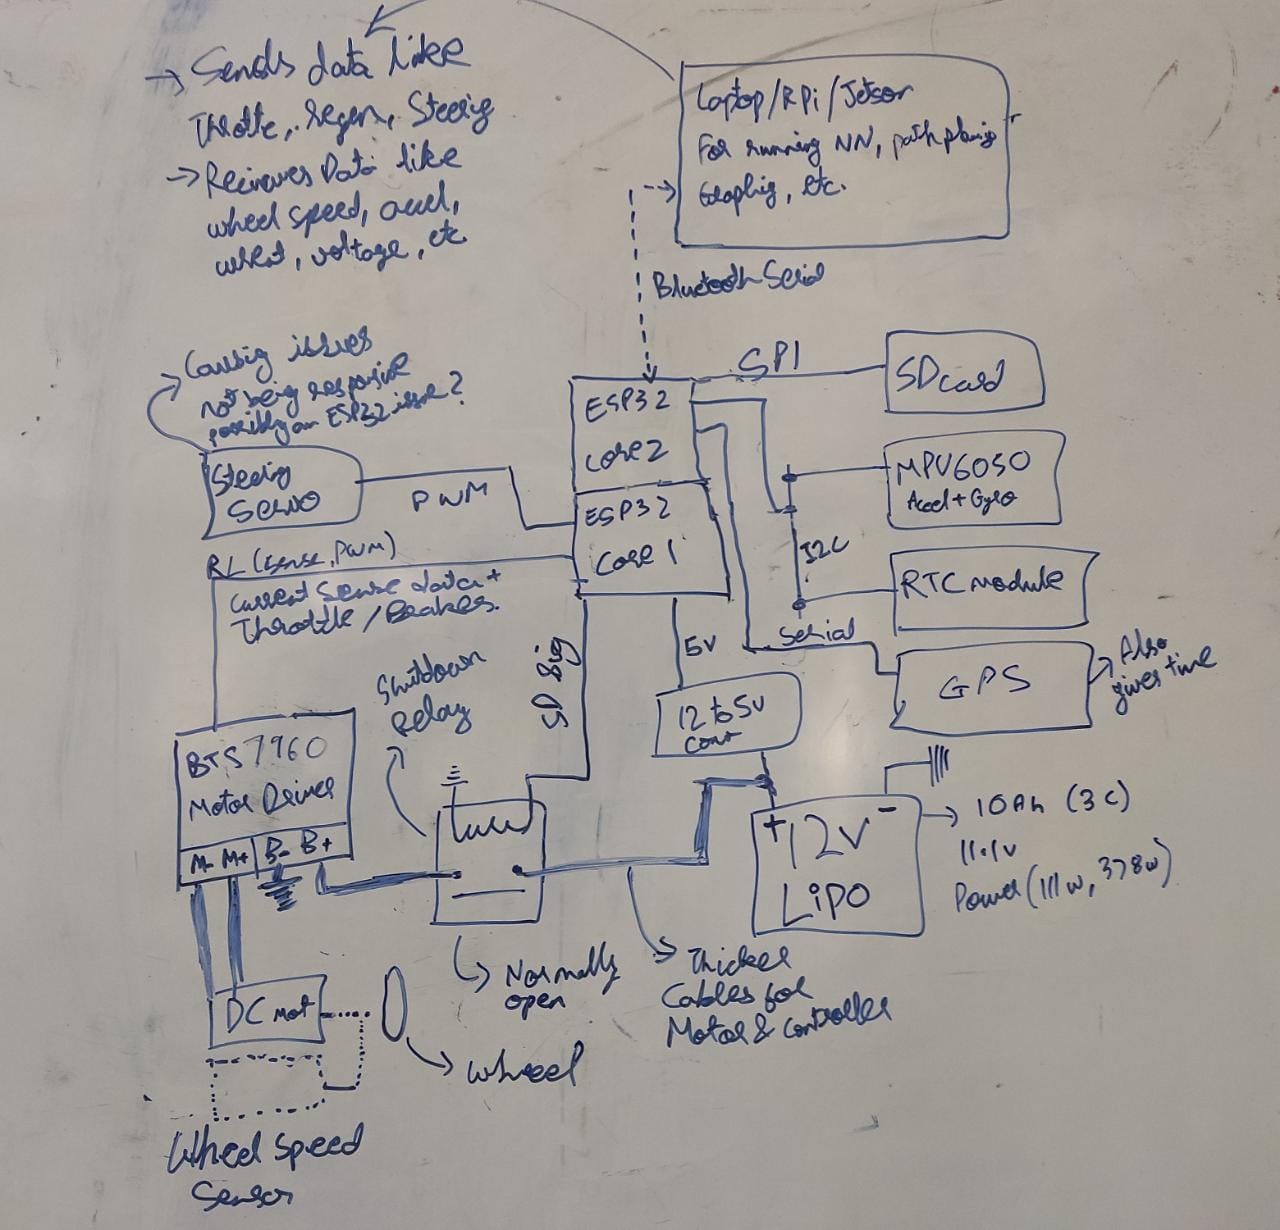 → Sends data like
Throttle, regen, Steering
→ Recieves Data like
wheel speed, accel,
current, voltage, etc
Laptop/RPi/Jetson
For running NN, path planing
Graphing, etc.
Bluetooth Serial
Causing issues
not being responsive
possibly an ESP32 issue?
Steering
Servo
PWM
ESP32
core 2
ESP32
core 1
SPI
SD card
MPU6050
Accel + Gyro
I2C
RTC module
Serial
GPS
Also
gives time
RL (sense, PWM)
Current Sense data +
Throttle / Brakes.
Shutdown
Relay
SD Sig
5V
12 to 5V
conv
BTS7960
Motor Driver
M- M+ B- B+
+ 12V -
LiPO
10Ah (3C)
11.1V
Power (111w, 378w)
Normally
open
Thicker
Cables for
Motor & controller
DC mot
wheel
Wheel Speed
Sensor